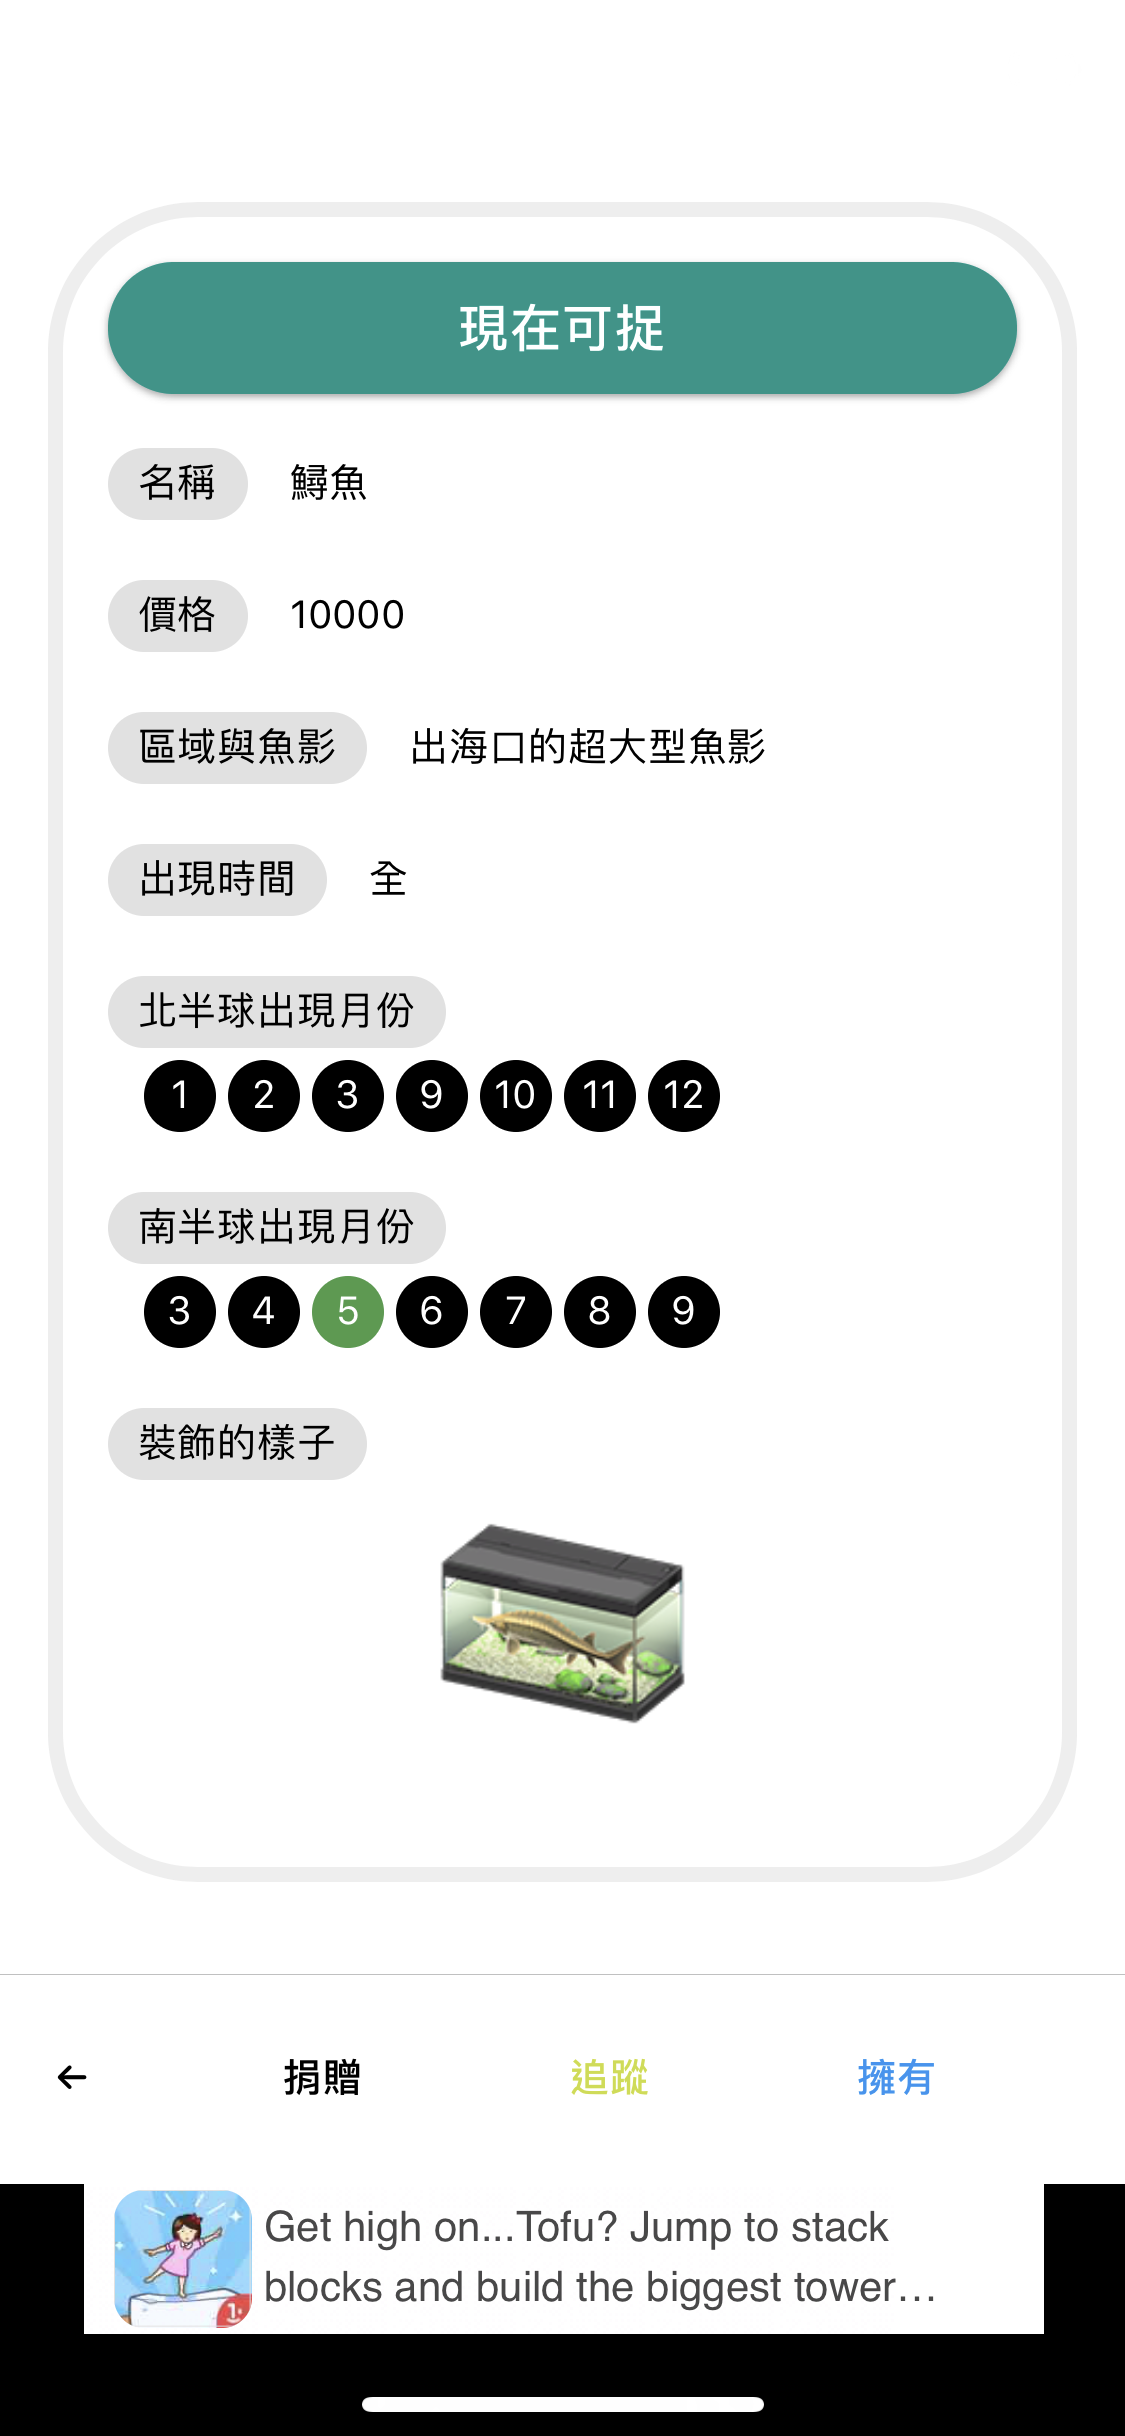 現在可捉
名稱 鱘魚
價格 10000
區域與魚影 出海口的超大型魚影
出現時間 全
北半球出現月份
1 2 3 9 10 11 12
南半球出現月份
3 4 5 6 7 8 9
裝飾的樣子
捐贈 追蹤 擁有
Get high on...Tofu? Jump to stack
blocks and build the biggest tower...